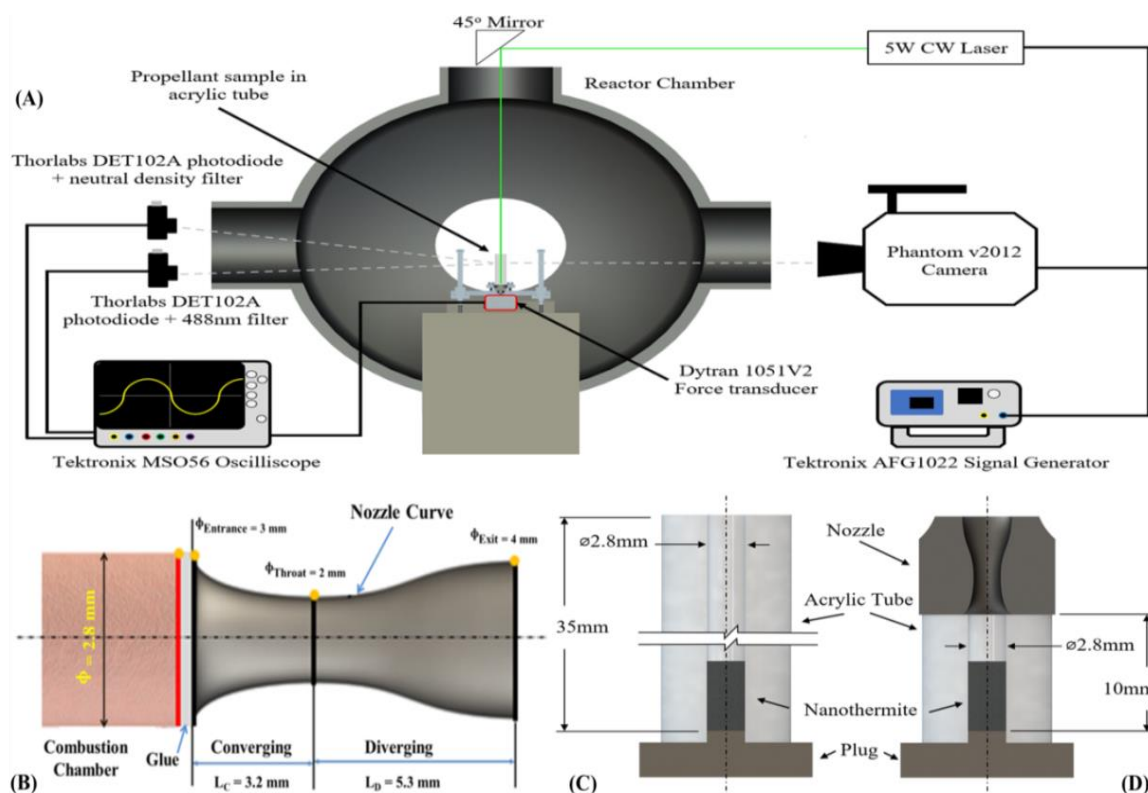 45º Mirror
5W CW Laser
Propellant sample in
acrylic tube
Reactor Chamber
(A)
Thorlabs DET102A photodiode
+ neutral density filter
Phantom v2012
Camera
Thorlabs DET102A
photodiode + 488nm filter
Dytran 1051V2
Force transducer
Tektronix MSO56 Oscilliscope
Tektronix AFG1022 Signal Generator
ϕEntrance = 3 mm
Nozzle Curve
ϕExit = 4 mm
ϕThroat = 2 mm
Φ = 2.8 mm
Combustion
Chamber
Glue
Converging
Diverging
LC = 3.2 mm
LD = 5.3 mm
(B)
⌀2.8mm
35mm
Nozzle
Acrylic Tube
⌀2.8mm
10mm
Nanothermite
Plug
(C)
(D)